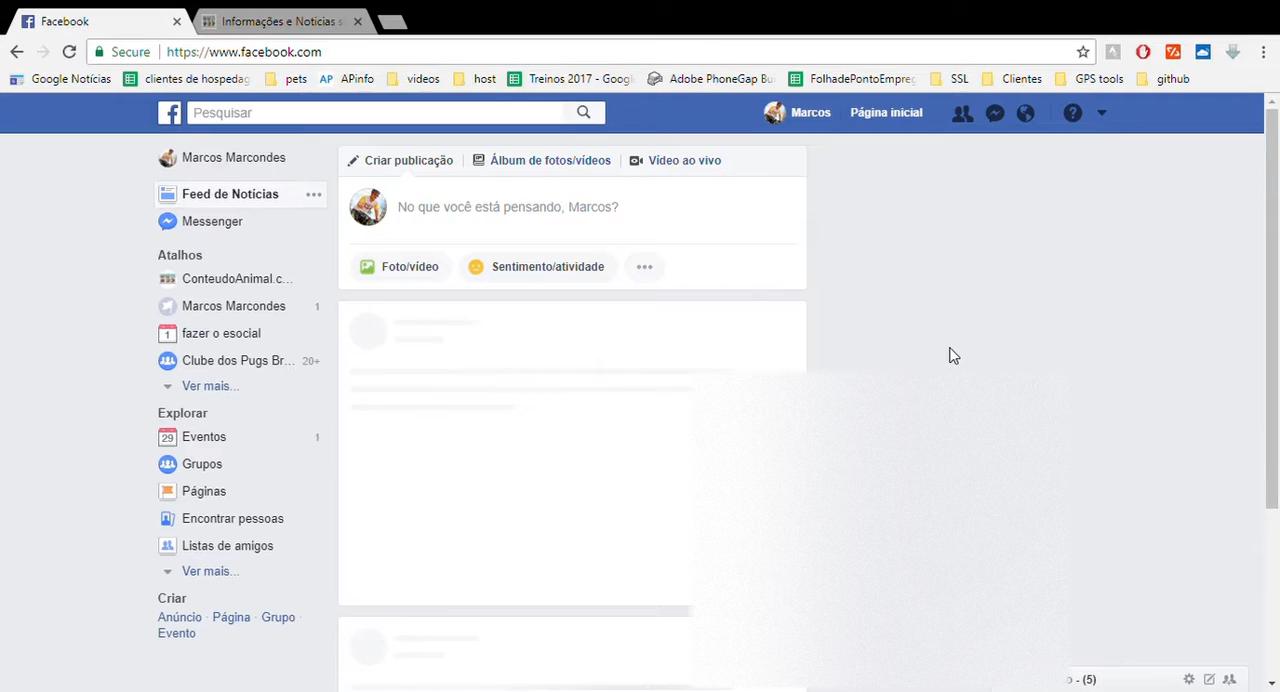 Facebook
Informações e Noticias s
Secure
https://www.facebook.com
Google Notícias
clientes de hospedag
pets
AP APinfo
videos
host
Treinos 2017 - Googl
Adobe PhoneGap Bu
FolhadePontoEmpreg
SSL
Clientes
GPS tools
github
Pesquisar
Marcos
Página inicial
Marcos Marcondes
Feed de Notícias
Messenger
Atalhos
ConteudoAnimal.c...
Marcos Marcondes 1
1 fazer o esocial
Clube dos Pugs Br... 20+
Ver mais...
Explorar
29 Eventos 1
Grupos
Páginas
Encontrar pessoas
Listas de amigos
Ver mais...
Criar
Anúncio · Página · Grupo ·
Evento
Criar publicação
Álbum de fotos/vídeos
Vídeo ao vivo
No que você está pensando, Marcos?
Foto/vídeo
Sentimento/atividade
o - (5)